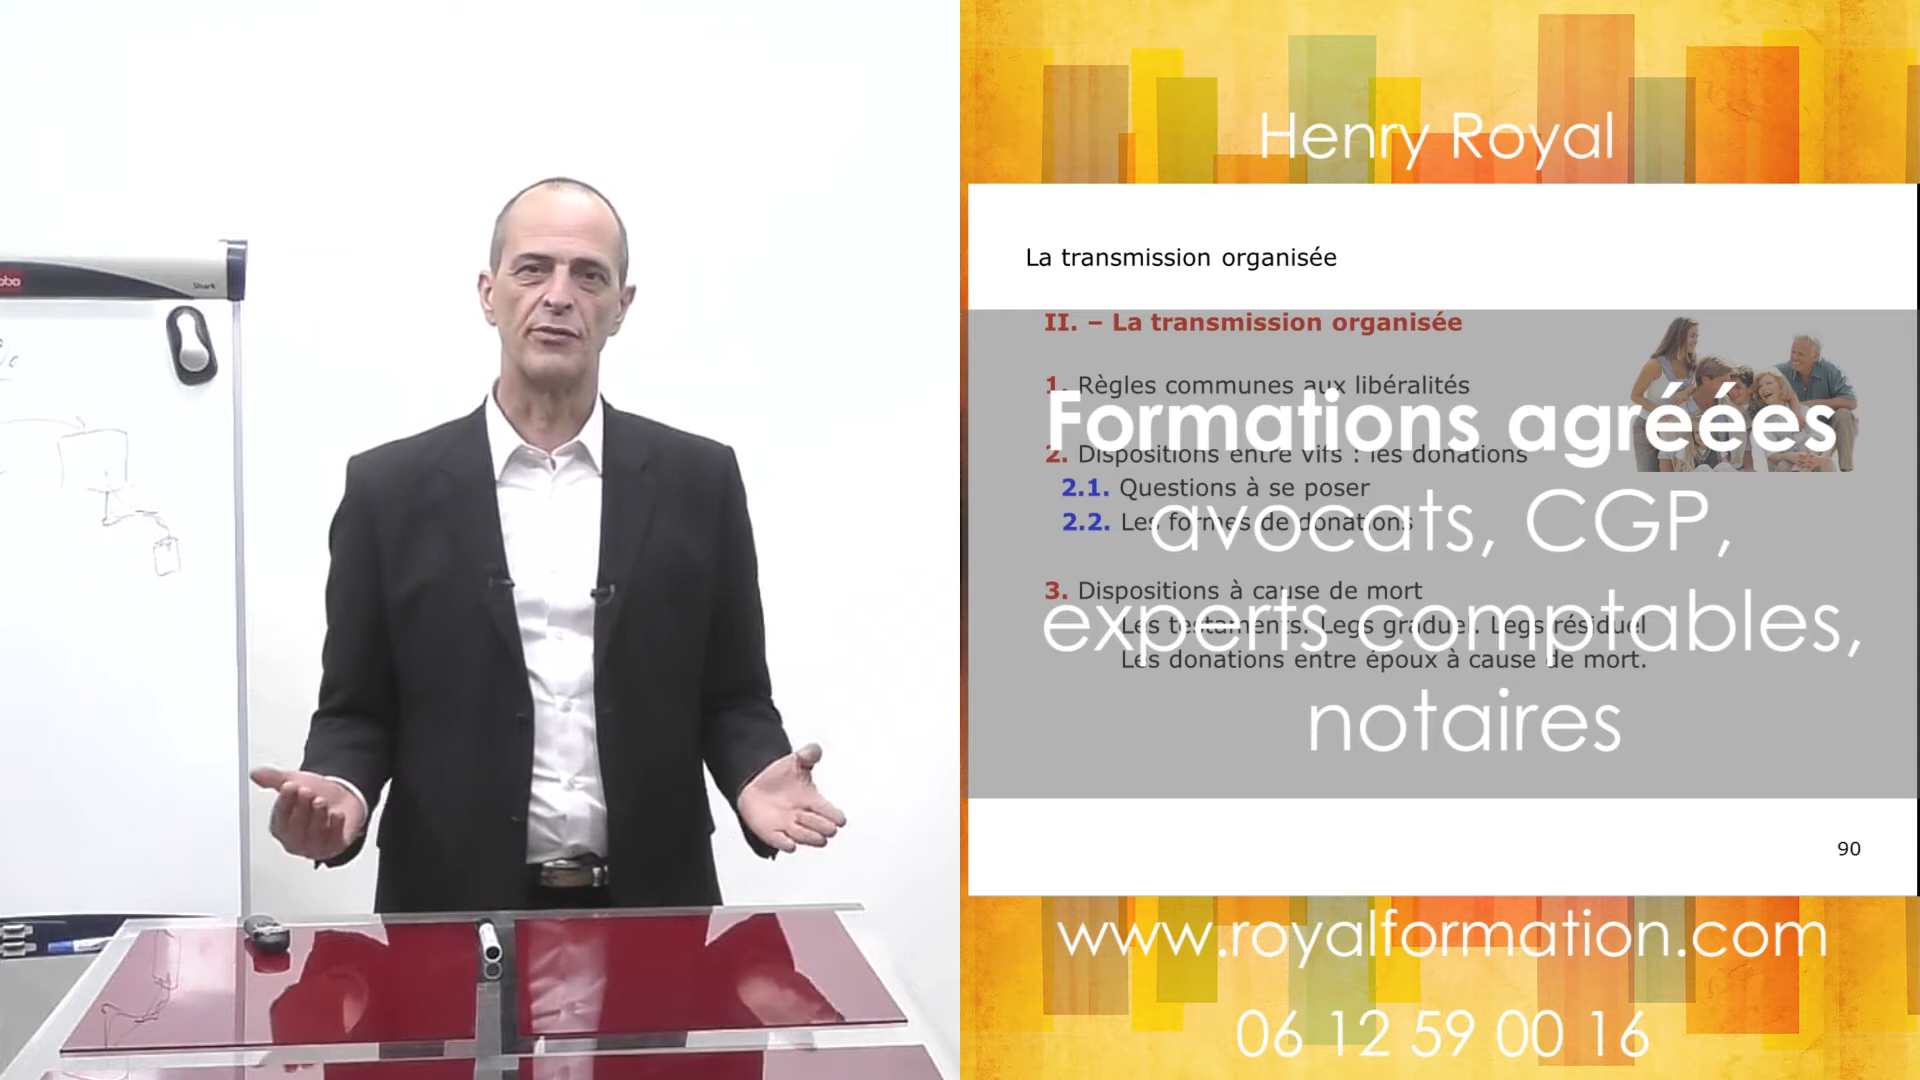 Henry Royal
La transmission organisée
II. – La transmission organisée
1. Règles communes aux libéralités
Formations agréées
2. Dispositions entre vifs : les donations
2.1. Questions à se poser
avocats, CGP,
2.2. Les formes de donations
3. Dispositions à cause de mort
experts comptables,
Les testaments. Legs graduel. Legs résiduel
Les donations entre époux à cause de mort.
notaires
90
www.royalformation.com
06 12 59 00 16
Shark